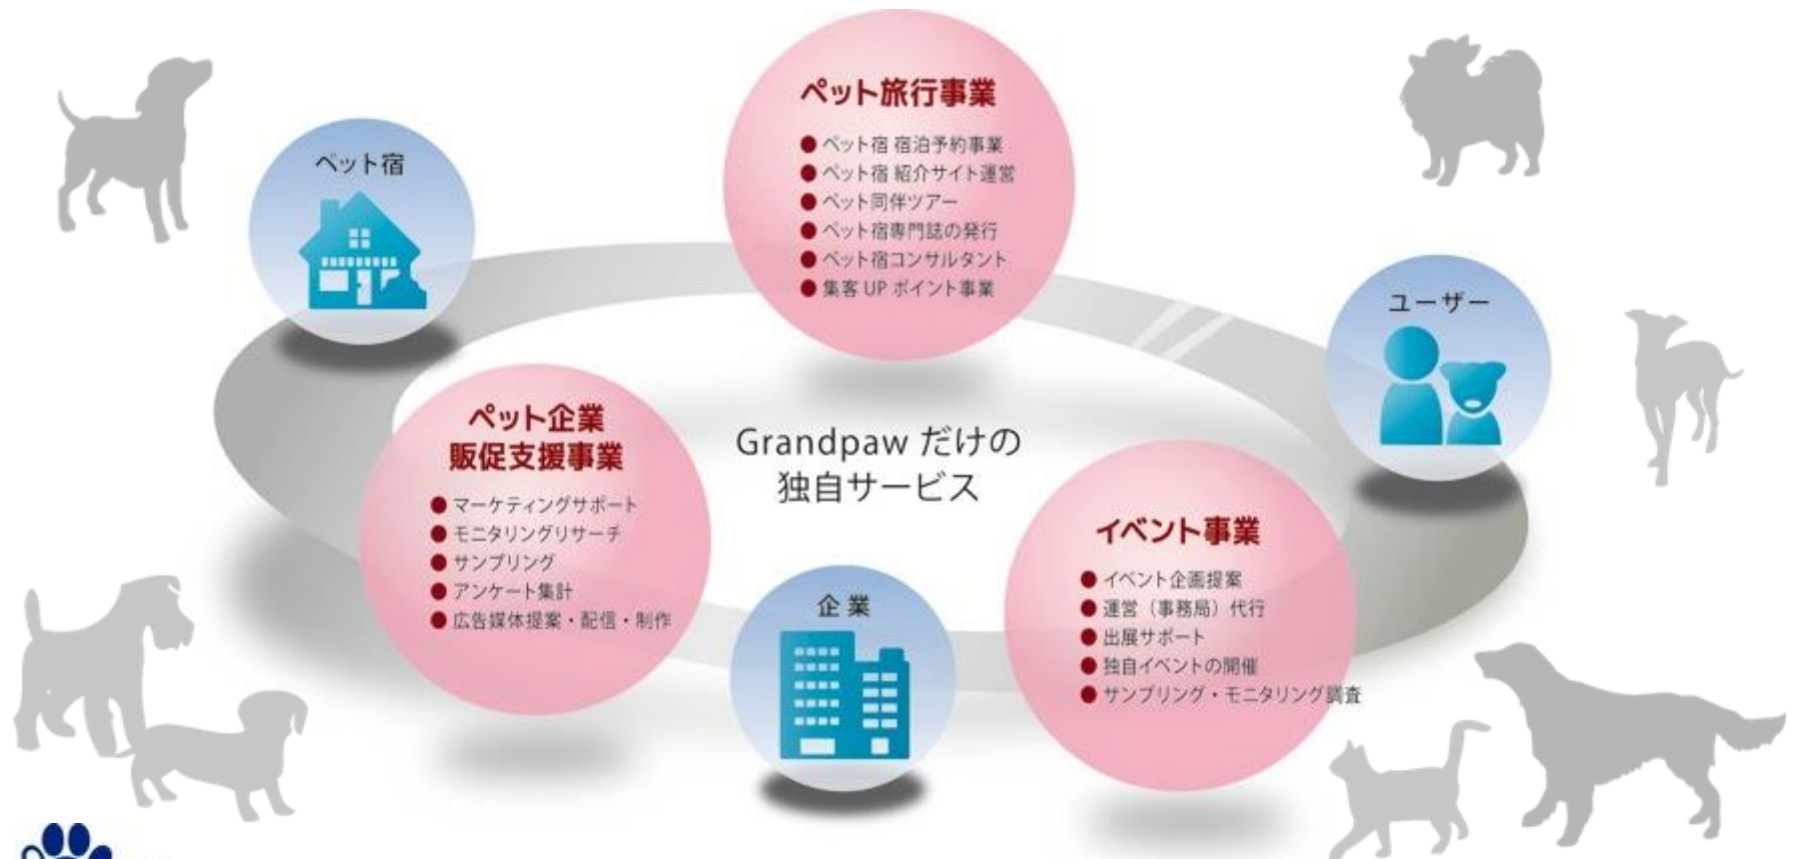 ペット旅行事業
● ペット宿 宿泊予約事業
● ペット宿 紹介サイト運営
● ペット同伴ツアー
● ペット宿専門誌の発行
● ペット宿コンサルタント
● 集客 UP ポイント事業
ペット宿
ユーザー
ペット企業
販促支援事業
● マーケティングサポート
● モニタリングリサーチ
● サンプリング
● アンケート集計
● 広告媒体提案・配信・制作
Grandpaw だけの
独自サービス
イベント事業
● イベント企画提案
● 運営（事務局）代行
● 出展サポート
● 独自イベントの開催
● サンプリング・モニタリング調査
企業